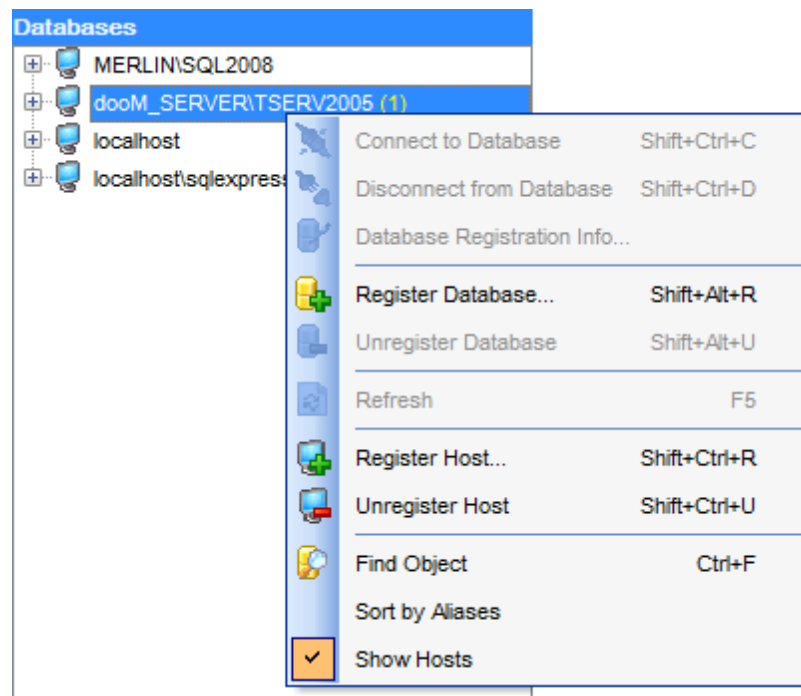 Databases
MERLIN\SQL2008
dooM_SERVER\TSERV2005 (1)
localhost
localhost\sqlexpress
Connect to Database Shift+Ctrl+C
Disconnect from Database Shift+Ctrl+D
Database Registration Info...
Register Database... Shift+Alt+R
Unregister Database Shift+Alt+U
Refresh F5
Register Host... Shift+Ctrl+R
Unregister Host Shift+Ctrl+U
Find Object Ctrl+F
Sort by Aliases
Show Hosts